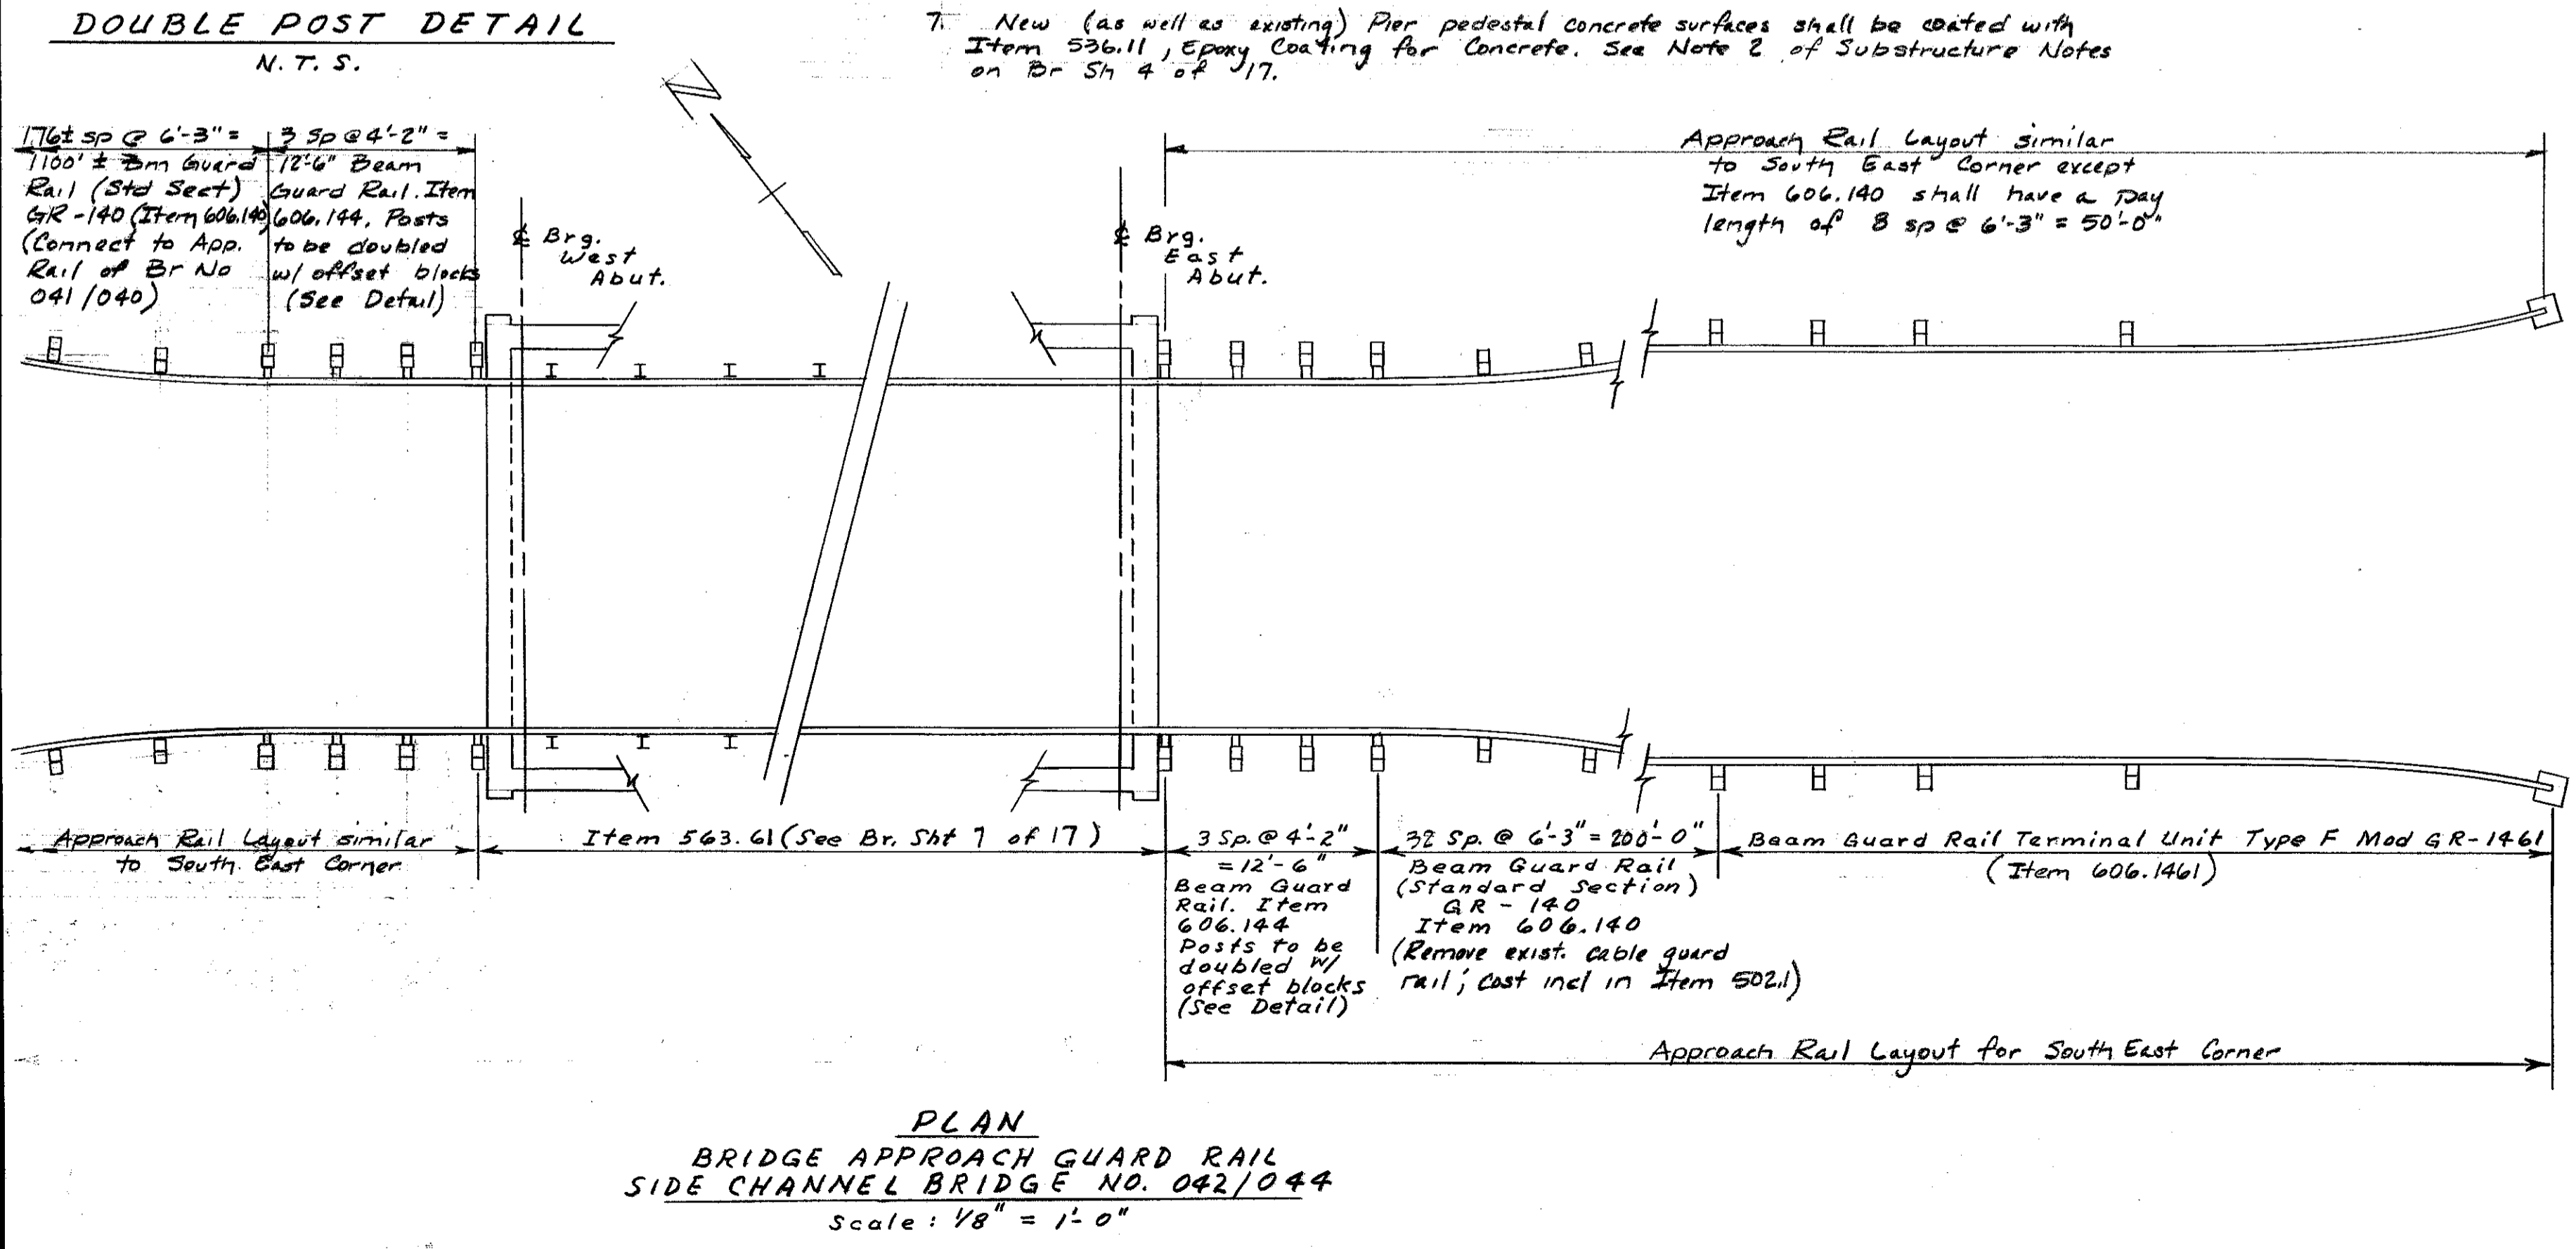 DOUBLE POST DETAIL
N.T.S.
7. New (as well as existing) Pier pedestal concrete surfaces shall be coated with
Item 536.11, Epoxy Coating for Concrete. See Note 2 of Substructure Notes
on Br Sh 4 of 17.
176± sp @ 6'-3" =
1100' ± Bm Guard
Rail (Std Sect)
GR-140 (Item 606.140)
(Connect to App.
Rail of Br No
041/040)
3 Sp @ 4'-2" =
12'-6" Beam
Guard Rail. Item
606.144. Posts
to be doubled
w/ offset blocks
(See Detail)
N
℄ Brg.
West
Abut.
℄ Brg.
East
Abut.
Approach Rail Layout similar
to South East Corner except
Item 606.140 shall have a pay
length of 8 sp @ 6'-3" = 50'-0"
Approach Rail Layout similar
to South East Corner
Item 563.61 (See Br. Sht 7 of 17)
3 Sp. @ 4'-2"
= 12'-6"
Beam Guard
Rail. Item
606.144
Posts to be
doubled w/
offset blocks
(See Detail)
32 Sp. @ 6'-3" = 200'-0"
Beam Guard Rail
(Standard Section)
GR-140
Item 606.140
(Remove exist. cable guard
rail; cost incl in Item 502.1)
Beam Guard Rail Terminal Unit Type F Mod GR-1461
(Item 606.1461)
Approach Rail Layout for South East Corner
PLAN
BRIDGE APPROACH GUARD RAIL
SIDE CHANNEL BRIDGE NO. 042/044
Scale: 1/8" = 1'-0"